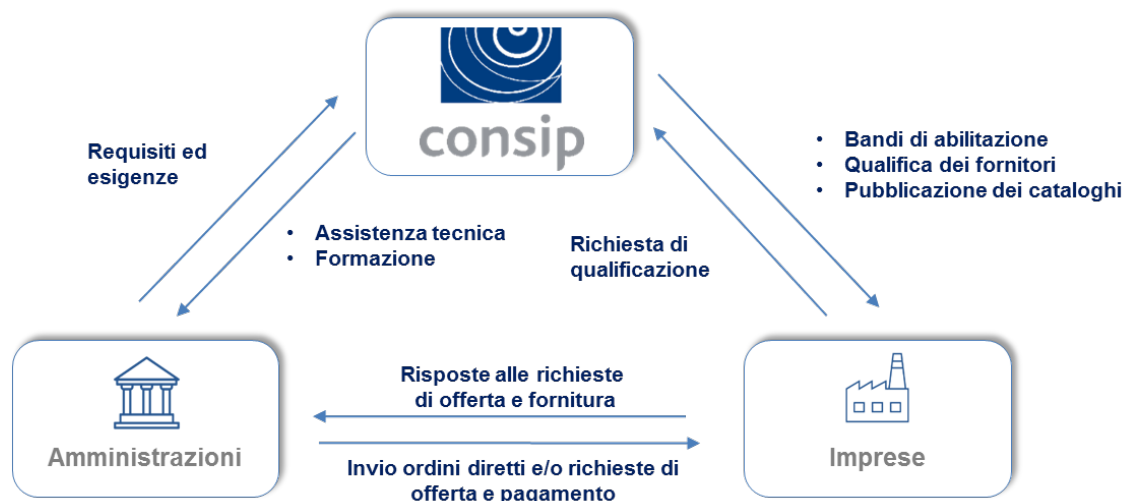 consip
Requisiti ed
esigenze
• Bandi di abilitazione
• Qualifica dei fornitori
• Pubblicazione dei cataloghi
• Assistenza tecnica
• Formazione
Richiesta di
qualificazione
Amministrazioni
Risposte alle richieste
di offerta e fornitura
Invio ordini diretti e/o richieste di
offerta e pagamento
Imprese